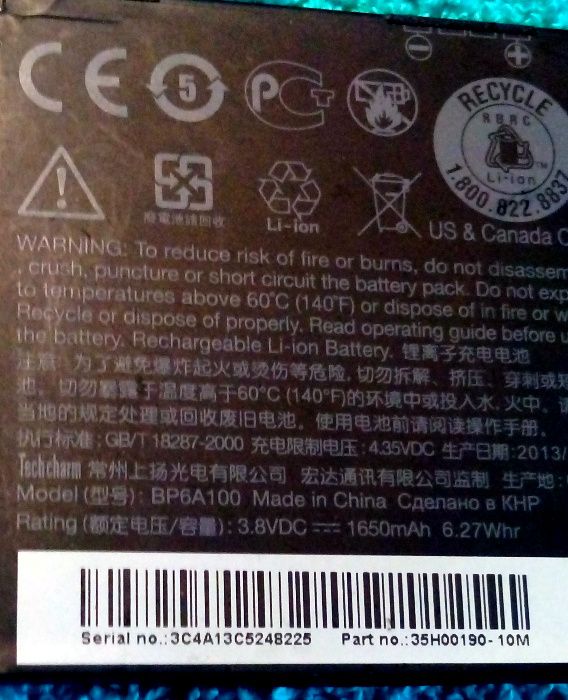 CE
5
РСТ
RECYCLE
RBRC
Li-ion
1.800.822.8837
廢電池請回收
Li-ion
US & Canada
WARNING: To reduce risk of fire or burns, do not disassem
, crush, puncture or short circuit the battery pack. Do not exp
to temperatures above 60°C (140°F) or dispose of in fire or w
Recycle or dispose of properly. Read operating guide before u
the battery. Rechargeable Li-ion Battery. 锂离子充电电池
注意: 为了避免爆炸起火或烫伤等危险, 切勿拆解、挤压、穿刺或短
池。切勿暴露于温度高于60°C (140°F)的环境中或投入水, 火中。
当地的规定处理或回收废旧电池。使用电池前请阅读操作手册。
执行标准: GB/T 18287-2000 充电限制电压: 4.35VDC 生产日期: 2013/
Techcharm 常州上扬光电有限公司 宏达通讯有限公司监制 生产地:
Model (型号): BP6A100 Made in China Сделано в КНР
Rating (额定电压/容量): 3.8VDC 1650mAh 6.27Whr
Serial no.: 3C4A13C5248225 Part no.: 35H00190-10M